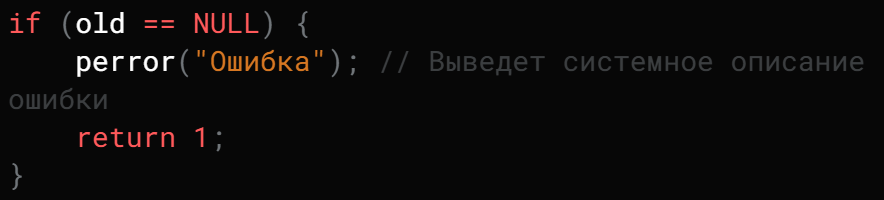 if (old == NULL) {
    perror("Ошибка"); // Выведет системное описание
ошибки
    return 1;
}